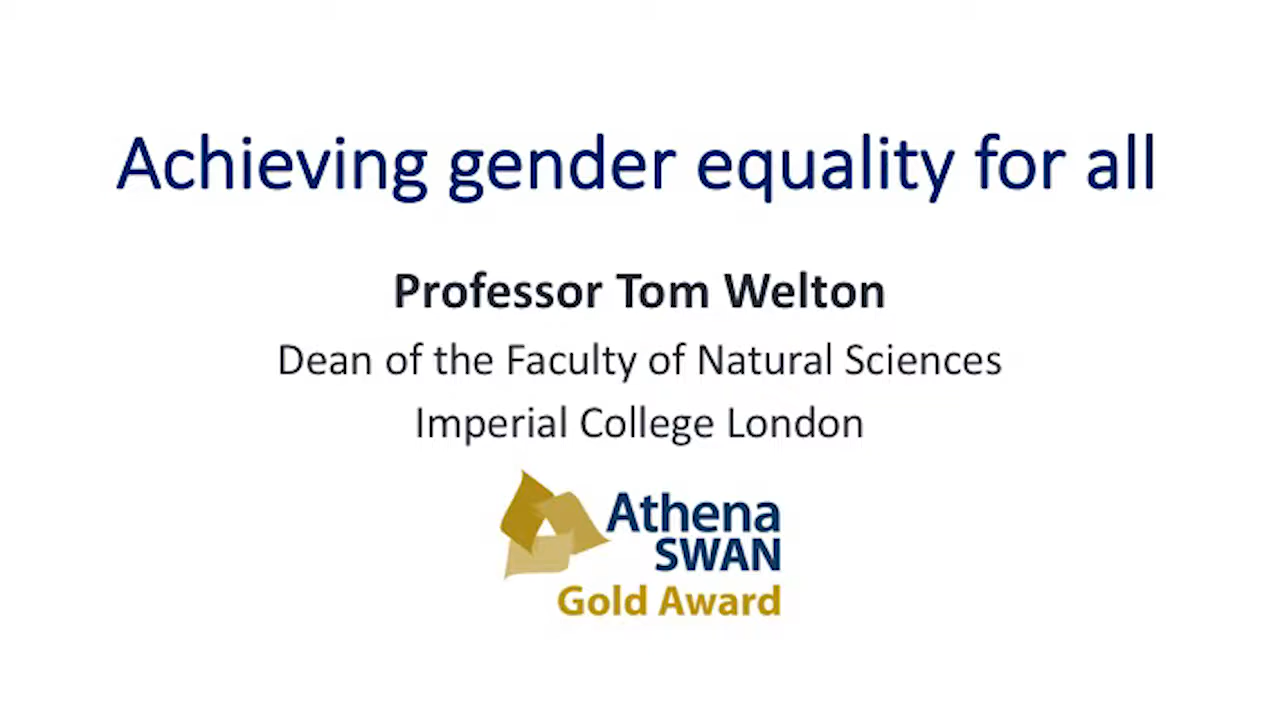 Achieving gender equality for all
Professor Tom Welton
Dean of the Faculty of Natural Sciences
Imperial College London
Athena
SWAN
Gold Award